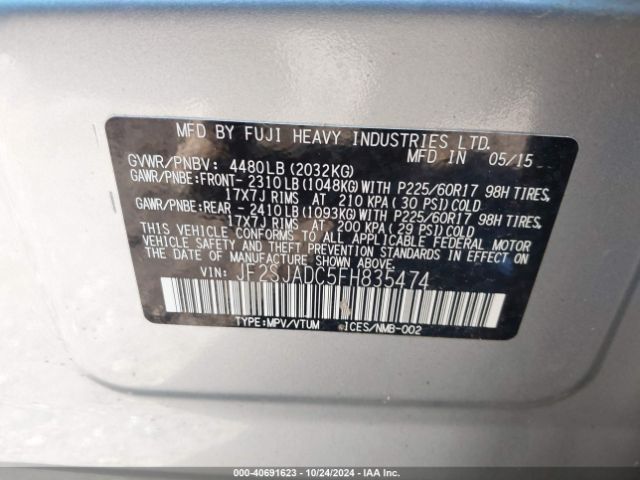 MFD BY FUJI HEAVY INDUSTRIES LTD.
MFD IN 05/15
GVWR/PNBV: 4480LB (2032KG)
GAWR/PNBE:FRONT- 2310LB (1048KG) WITH P225/60R17 98H TIRES,
17X7J RIMS AT 210 KPA (30 PSI) COLD
GAWR/PNBE:REAR - 2410LB (1093KG) WITH P225/60R17 98H TIRES,
17X7J RIMS AT 200 KPA (29 PSI) COLD
THIS VEHICLE CONFORMS TO ALL APPLICABLE FEDERAL MOTOR
VEHICLE SAFETY AND THEFT PREVENTION STANDARDS IN EFFECT ON
THE DATE OF MANUFACTURE SHOWN ABOVE.
VIN: JF2SJADC5FH835474
TYPE:MPV/VTUM ICES/NMB-002
000-40691623 - 10/24/2024 - IAA Inc.